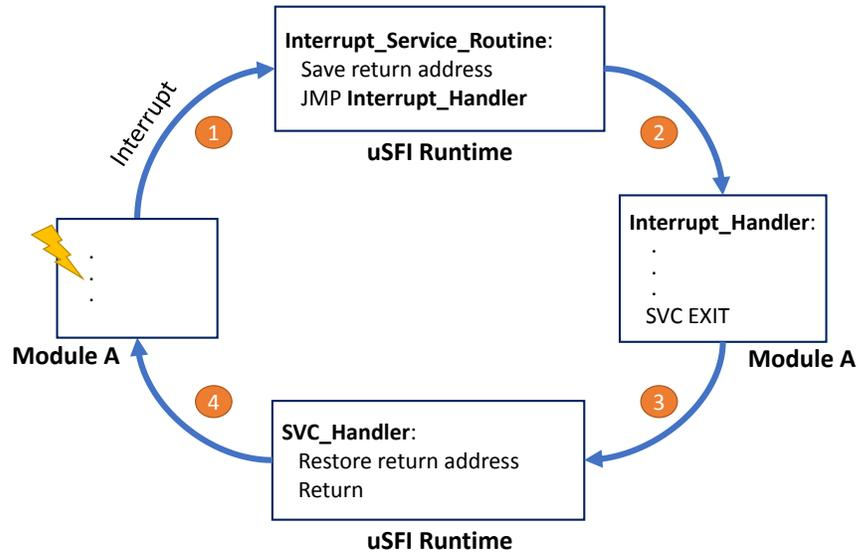 Interrupt_Service_Routine:
Save return address
JMP Interrupt_Handler
uSFI Runtime
Interrupt
1
2
Interrupt_Handler:
.
.
.
SVC EXIT
Module A
.
.
.
Module A
4
3
SVC_Handler:
Restore return address
Return
uSFI Runtime